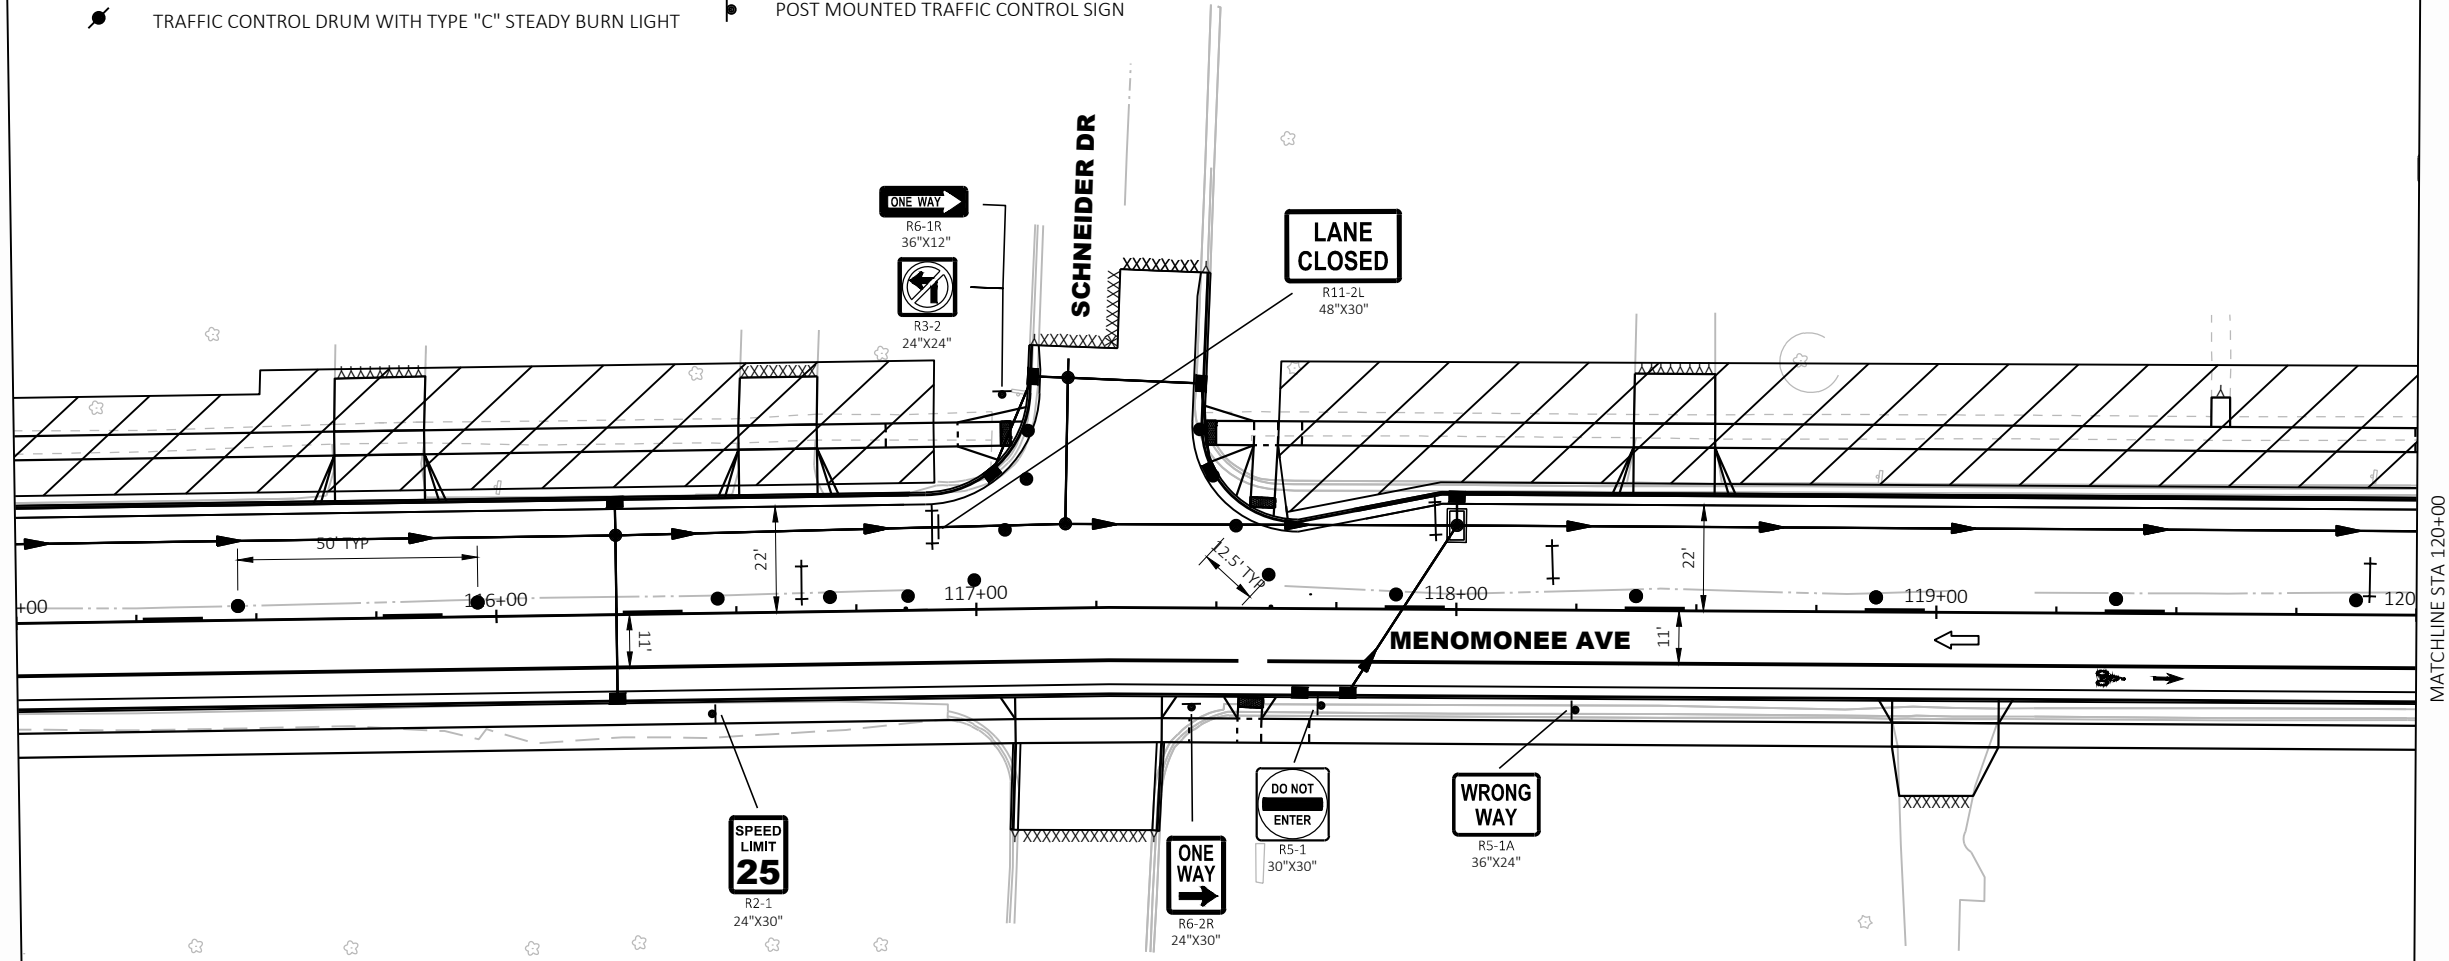 TRAFFIC CONTROL DRUM WITH TYPE "C" STEADY BURN LIGHT
POST MOUNTED TRAFFIC CONTROL SIGN
SCHNEIDER DR
ONE WAY
R6-1R
36"X12"
R3-2
24"X24"
LANE
CLOSED
R11-2L
48"X30"
50' TYP
22'
12.5' TYP
22'
+00
116+00
117+00
118+00
119+00
120
11'
MENOMONEE AVE
11'
MATCHLINE STA 120+00
SPEED
LIMIT
25
R2-1
24"X30"
ONE
WAY
R6-2R
24"X30"
DO NOT
ENTER
R5-1
30"X30"
WRONG
WAY
R5-1A
36"X24"